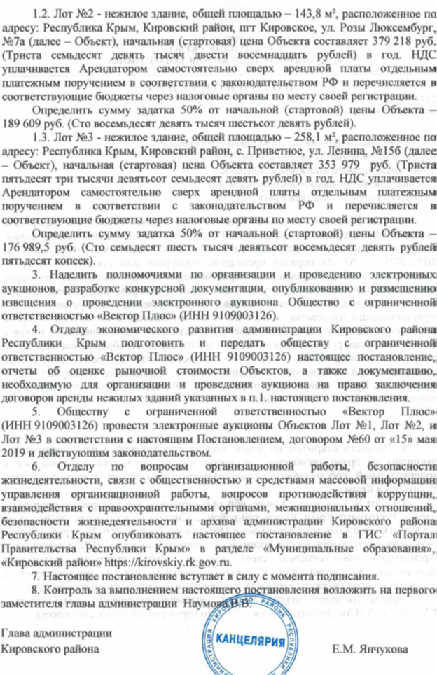 1.2. Лот №2 - нежилое здание, общей площадью – 143,8 м², расположенное по
адресу: Республика Крым, Кировский район, пгт Кировское, ул. Розы Люксембург,
№7а (далее – Объект), начальная (стартовая) цена Объекта составляет 379 218 руб.
(Триста семьдесят девять тысяч двести восемнадцать рублей) в год. НДС
уплачивается Арендатором самостоятельно сверх арендной платы отдельным
платежным поручением в соответствии с законодательством РФ и перечисляется в
соответствующие бюджеты через налоговые органы по месту своей регистрации.
Определить сумму задатка 50% от начальной (стартовой) цены Объекта –
189 609 руб. (Сто восемьдесят девять тысяч шестьсот девять рублей).
1.3. Лот №3 - нежилое здание, общей площадью – 258,1 м², расположенное по
адресу: Республика Крым, Кировский район, с. Приветное, ул. Ленина, №15б (далее
– Объект), начальная (стартовая) цена Объекта составляет 353 979 руб. (Триста
пятьдесят три тысячи девятьсот семьдесят девять рублей) в год. НДС уплачивается
Арендатором самостоятельно сверх арендной платы отдельным платежным
поручением в соответствии с законодательством РФ и перечисляется в
соответствующие бюджеты через налоговые органы по месту своей регистрации.
Определить сумму задатка 50% от начальной (стартовой) цены Объекта –
176 989,5 руб. (Сто семьдесят шесть тысяч девятьсот восемьдесят девять рублей
пятьдесят копеек).
3. Наделить полномочиями по организации и проведению электронных
аукционов, разработке конкурсной документации, опубликованию и размещению
извещения о проведении электронного аукциона Общество с ограниченной
ответственностью «Вектор Плюс» (ИНН 9109003126).
4. Отделу экономического развития администрации Кировского района
Республики Крым подготовить и передать обществу с ограниченной
ответственностью «Вектор Плюс» (ИНН 9109003126) настоящее постановление,
отчеты об оценке рыночной стоимости Объектов, а также документацию,
необходимую для организации и проведения аукциона на право заключения
договоров аренды нежилых зданий указанных в п.1. настоящего постановления.
5. Обществу с ограниченной ответственностью «Вектор Плюс»
(ИНН 9109003126) провести электронные аукционы Объектов Лот №1, Лот №2, и
Лот №3 в соответствии с настоящим Постановлением, договором №60 от «15» мая
2019 и действующим законодательством.
6. Отделу по вопросам организационной работы, безопасности
жизнедеятельности, связи с общественностью и средствами массовой информации
управления организационной работы, вопросов противодействия коррупции,
взаимодействия с правоохранительными органами, межнациональных отношений,
безопасности жизнедеятельности и архива администрации Кировского района
Республики Крым опубликовать настоящее постановление в ГИС «Портал
Правительства Республики Крым» в разделе «Муниципальные образования»,
«Кировский район» https://kirovskiy.rk.gov.ru.
7. Настоящее постановление вступает в силу с момента подписания.
8. Контроль за выполнением настоящего постановления возложить на первого
заместителя главы администрации Наумова В.В.
Глава администрации
Кировского района Е.М. Янчукова
КАНЦЕЛЯРИЯ